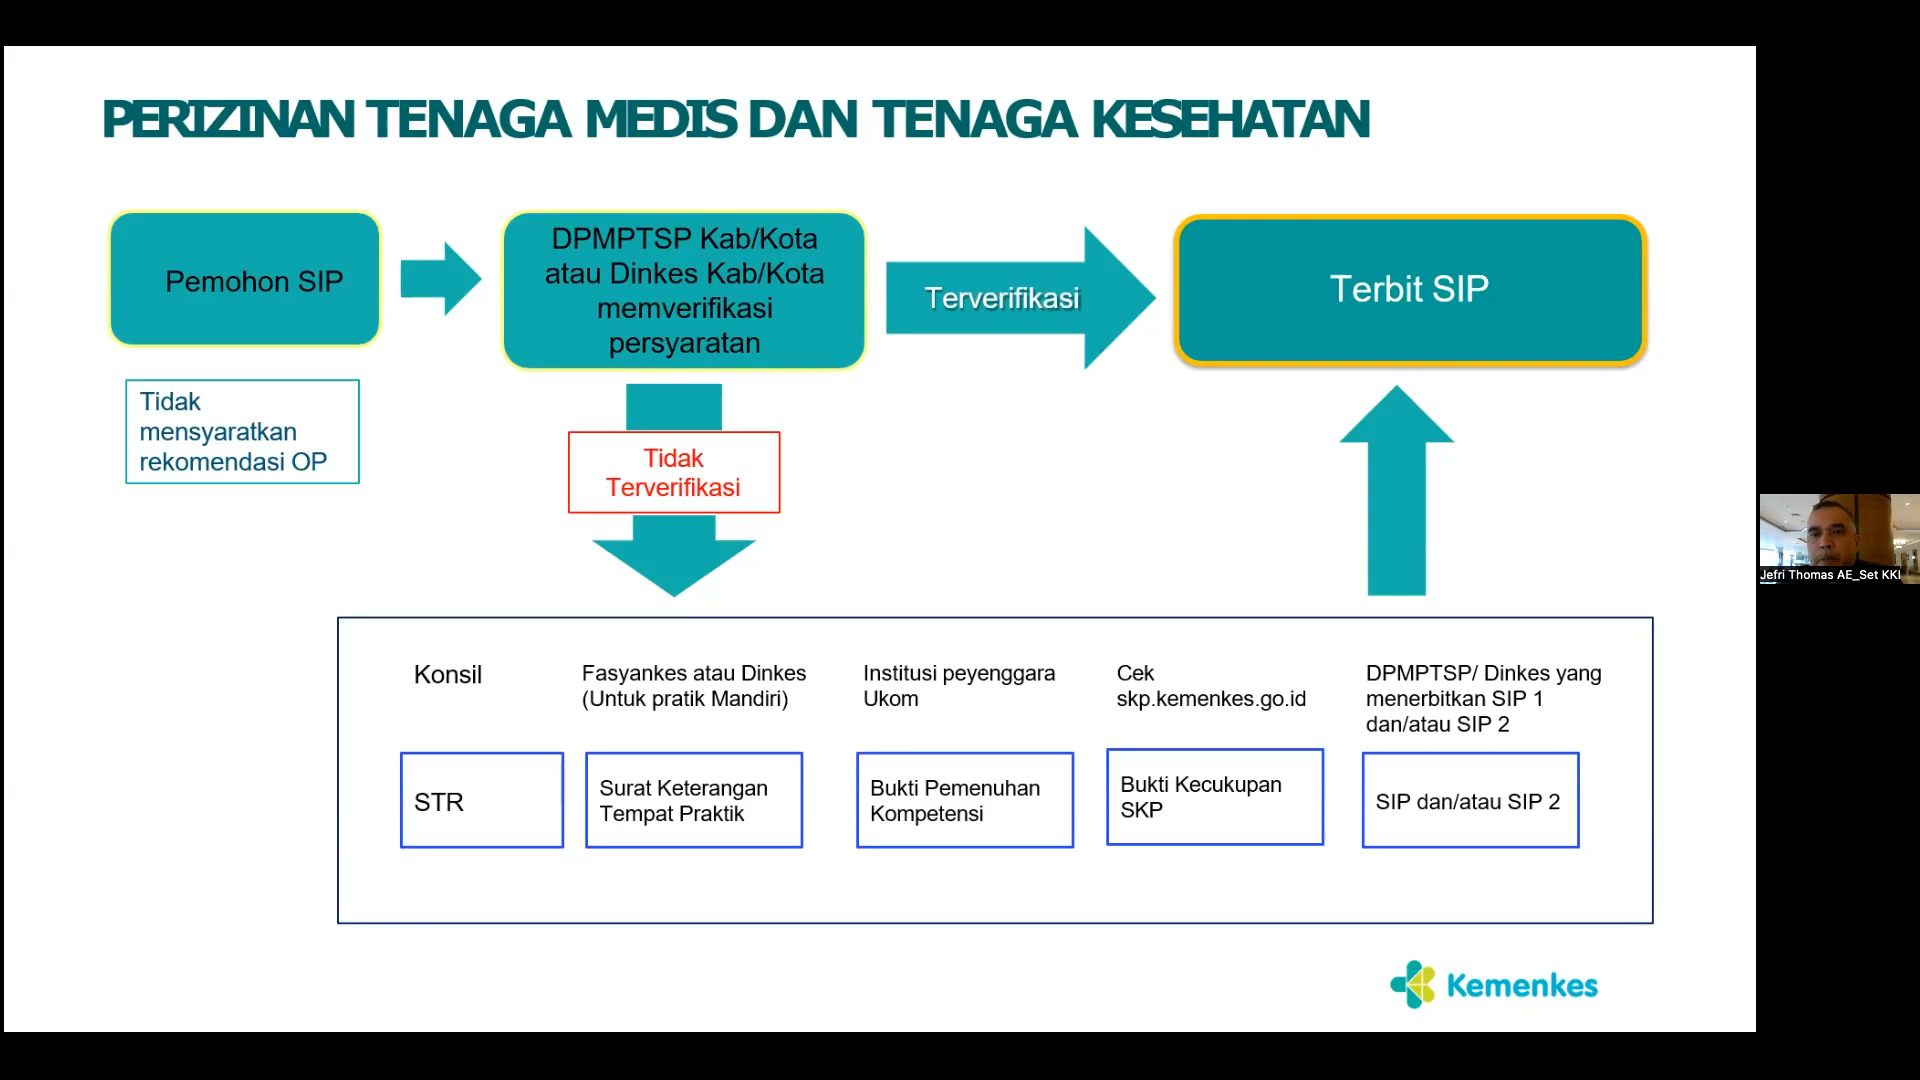 PERIZINAN TENAGA MEDIS DAN TENAGA KESEHATAN
Pemohon SIP
DPMPTSP Kab/Kota
atau Dinkes Kab/Kota
memverifikasi
persyaratan
Terverifikasi
Terbit SIP
Tidak
mensyaratkan
rekomendasi OP
Tidak
Terverifikasi
Konsil
Fasyankes atau Dinkes
(Untuk pratik Mandiri)
Institusi peyenggara
Ukom
Cek
skp.kemenkes.go.id
DPMPTSP/ Dinkes yang
menerbitkan SIP 1
dan/atau SIP 2
STR
Surat Keterangan
Tempat Praktik
Bukti Pemenuhan
Kompetensi
Bukti Kecukupan
SKP
SIP dan/atau SIP 2
Kemenkes
Jefri Thomas AE_Set KKI